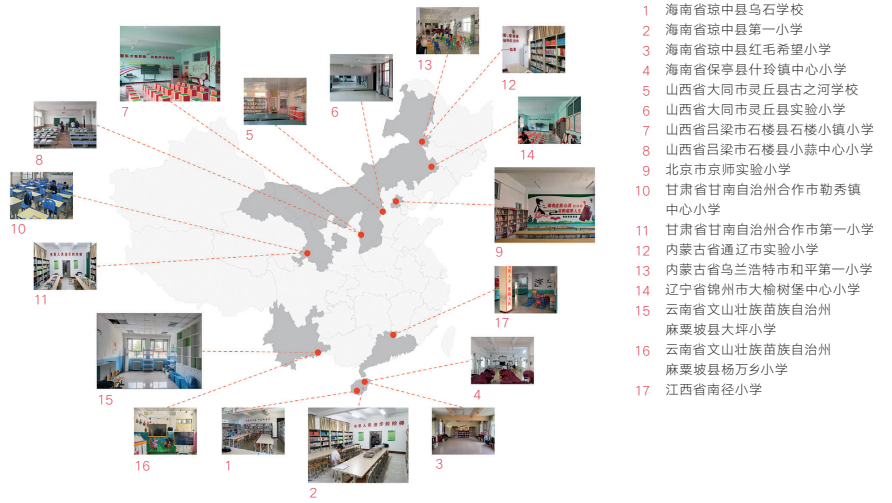 13
12
7
5
6
14
8
10
9
11
17
15
4
16
1
2
3
1 海南省琼中县乌石学校
2 海南省琼中县第一小学
3 海南省琼中县红毛希望小学
4 海南省保亭县什玲镇中心小学
5 山西省大同市灵丘县古之河学校
6 山西省大同市灵丘县实验小学
7 山西省吕梁市石楼县石楼小镇小学
8 山西省吕梁市石楼县小蒜中心小学
9 北京市京师实验小学
10 甘肃省甘南自治州合作市勒秀镇
中心小学
11 甘肃省甘南自治州合作市第一小学
12 内蒙古省通辽市实验小学
13 内蒙古省乌兰浩特市和平第一小学
14 辽宁省锦州市大榆树堡中心小学
15 云南省文山壮族苗族自治州
麻栗坡县大坪小学
16 云南省文山壮族苗族自治州
麻栗坡县杨万乡小学
17 江西省南径小学